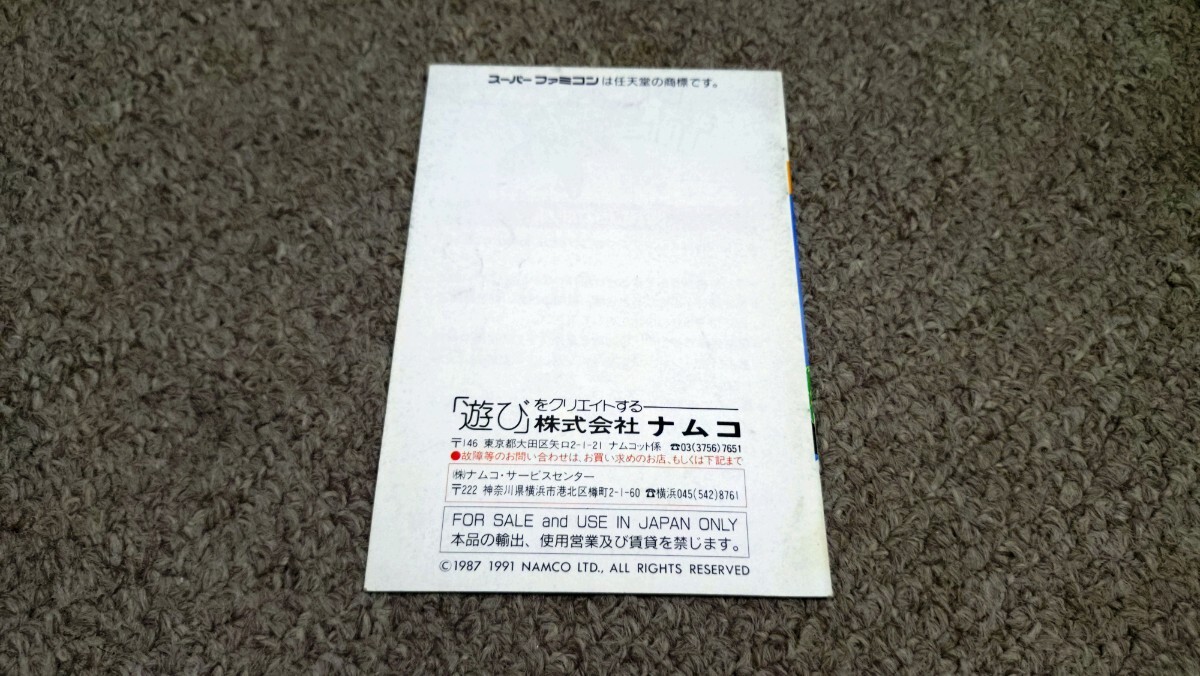 スーパーファミコンは任天堂の商標です。
「遊び」をクリエイトする――
株式会社ナムコ
〒146 東京都大田区矢口2-1-21 ナムコット係 ☎03(3756)7651
●故障等のお問い合わせは、お買い求めのお店、もしくは下記まで
㈱ナムコ・サービスセンター
〒222 神奈川県横浜市港北区樽町2-1-60 ☎横浜045(542)8761
FOR SALE and USE IN JAPAN ONLY
本品の輸出、使用営業及び賃貸を禁じます。
©1987 1991 NAMCO LTD., ALL RIGHTS RESERVED